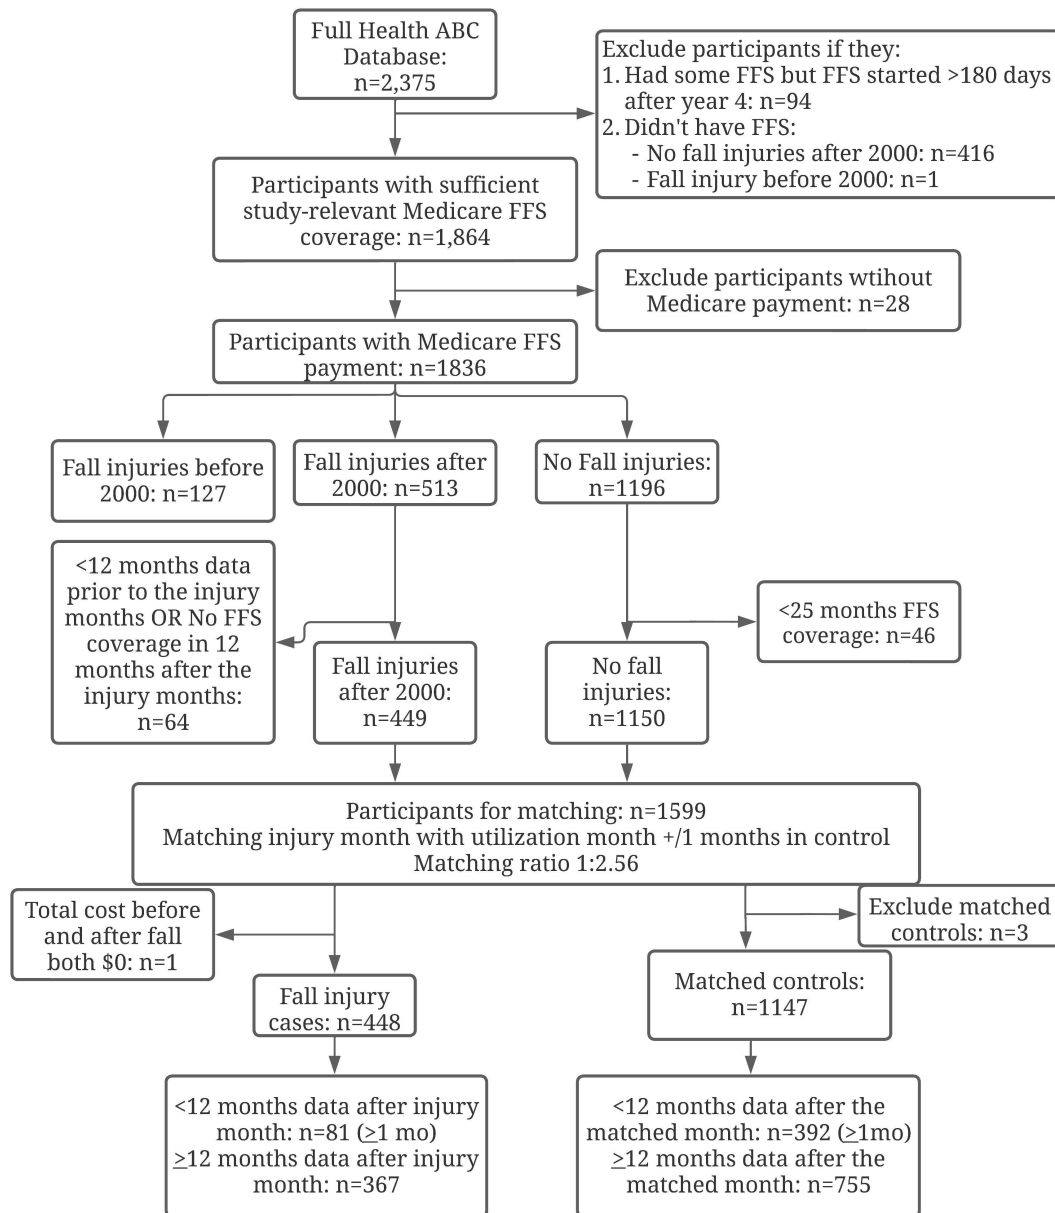 Full Health ABC
Database:
n=2,375
Exclude participants if they:
1. Had some FFS but FFS started >180 days
after year 4: n=94
2. Didn't have FFS:
- No fall injuries after 2000: n=416
- Fall injury before 2000: n=1
Participants with sufficient
study-relevant Medicare FFS
coverage: n=1,864
Exclude participants wtihout
Medicare payment: n=28
Participants with Medicare FFS
payment: n=1836
Fall injuries before
2000: n=127
Fall injuries after
2000: n=513
No Fall injuries:
n=1196
<12 months data
prior to the injury
months OR No FFS
coverage in 12
months after the
injury months:
n=64
<25 months FFS
coverage: n=46
Fall injuries
after 2000:
n=449
No fall
injuries:
n=1150
Participants for matching: n=1599
Matching injury month with utilization month +/1 months in control
Matching ratio 1:2.56
Total cost before
and after fall
both $0: n=1
Exclude matched
controls: n=3
Fall injury
cases: n=448
Matched controls:
n=1147
<12 months data after injury
month: n=81 (≥1 mo)
≥12 months data after injury
month: n=367
<12 months data after the
matched month: n=392 (≥1mo)
≥12 months data after the
matched month: n=755